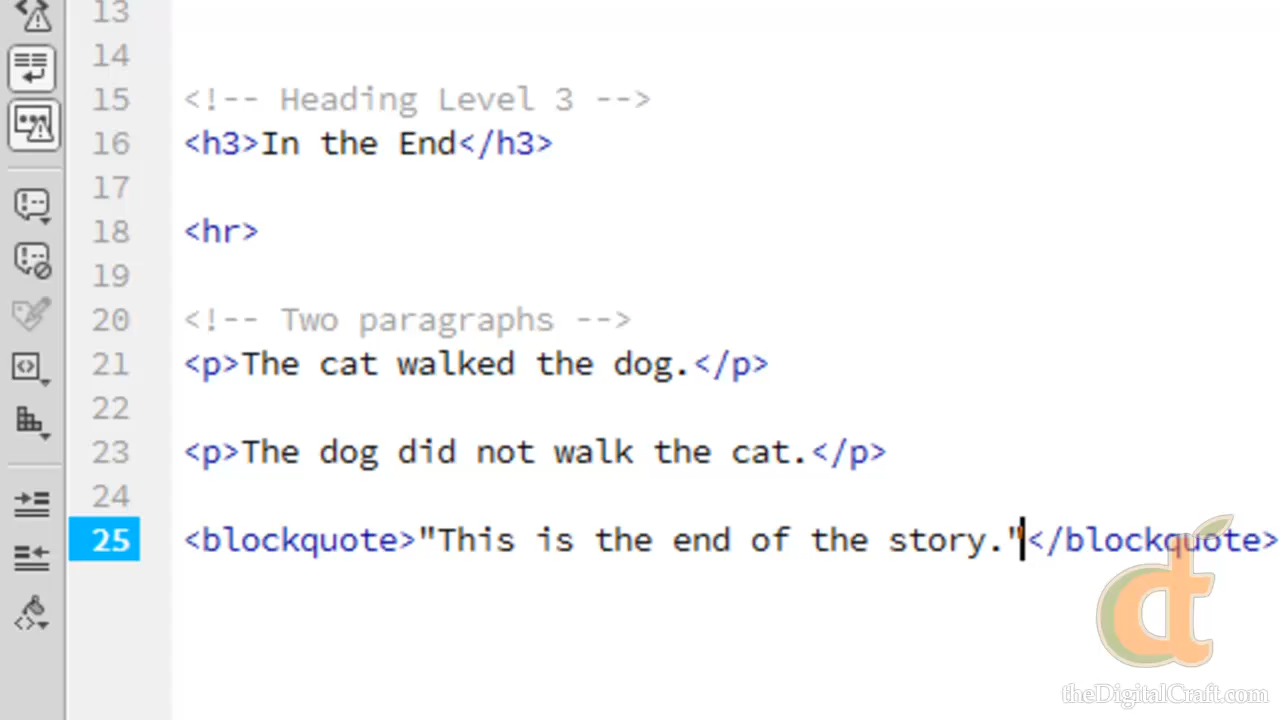 13
14
15 <!-- Heading Level 3 -->
16 <h3>In the End</h3>
17
18 <hr>
19
20 <!-- Two paragraphs -->
21 <p>The cat walked the dog.</p>
22
23 <p>The dog did not walk the cat.</p>
24
25 <blockquote>"This is the end of the story."</blockquote>
dt
theDigitalCraft.com